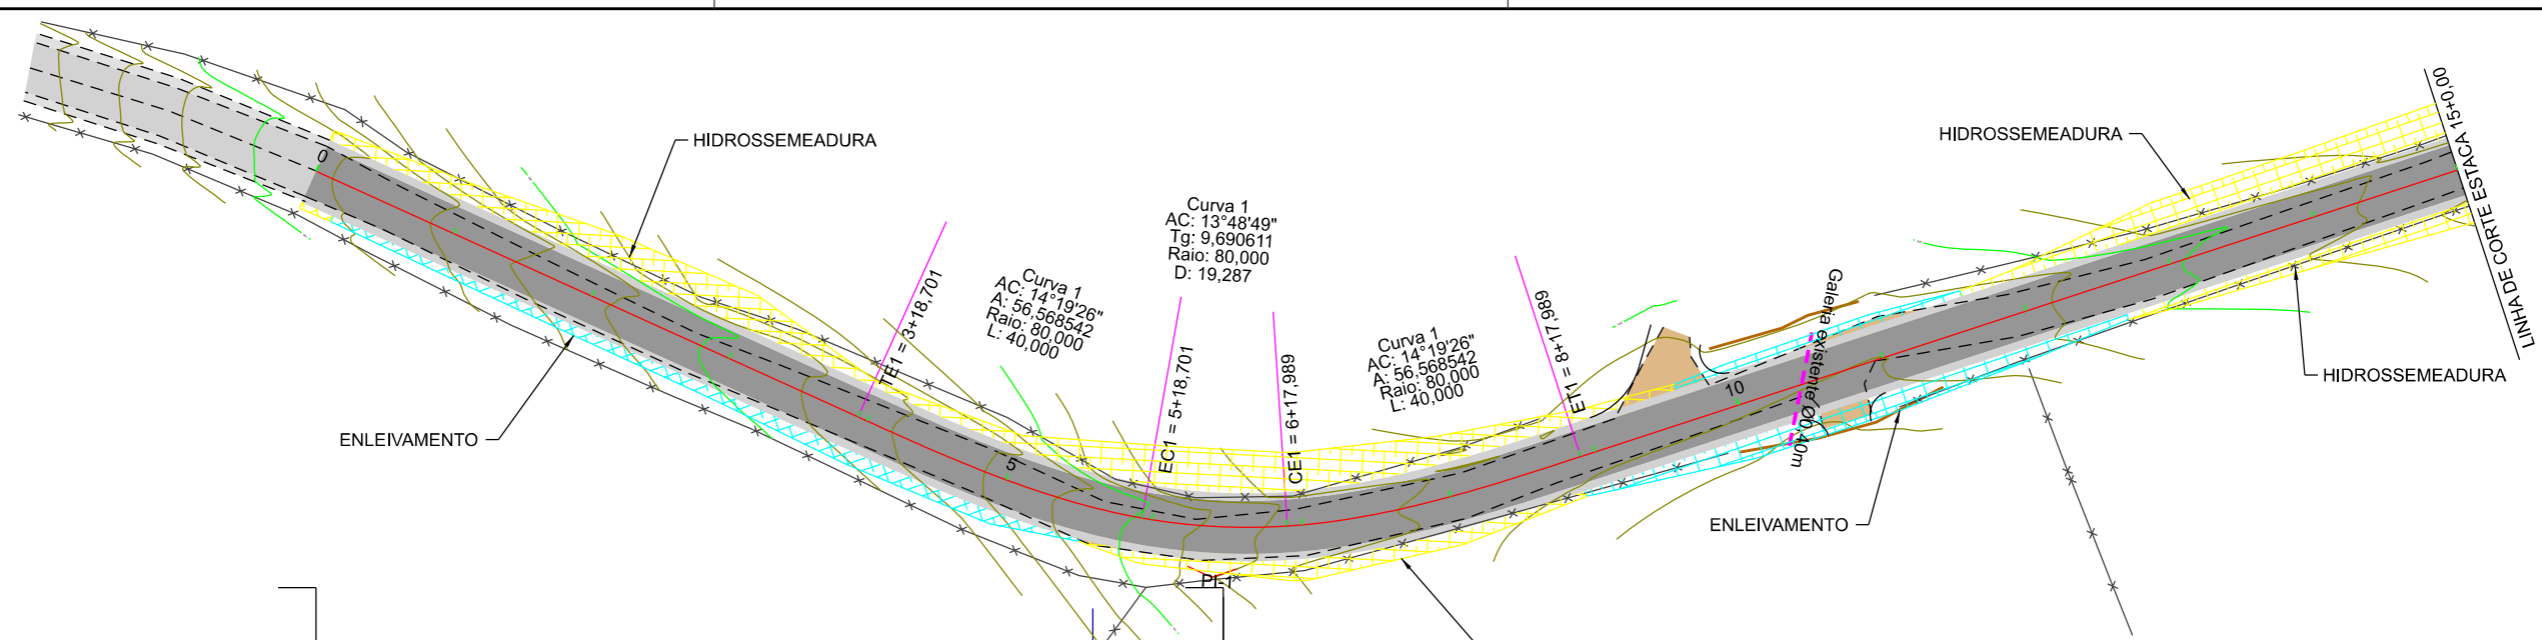 0
HIDROSSEMEADURA
ENLEIVAMENTO
TE1 = 3+18,701
Curva 1
AC: 14°19'26"
A: 56,568542
Raio: 80,000
L: 40,000
5
Curva 1
AC: 13°48'49"
Tg: 9,690611
Raio: 80,000
D: 19,287
EC1 = 5+18,701
CE1 = 6+17,989
PI-1
Curva 1
AC: 14°19'26"
A: 56,568542
Raio: 80,000
L: 40,000
ET1 = 8+17,989
10
Galeria existente Ø0,40m
ENLEIVAMENTO
HIDROSSEMEADURA
HIDROSSEMEADURA
LINHA DE CORTE ESTACA 15+0,00